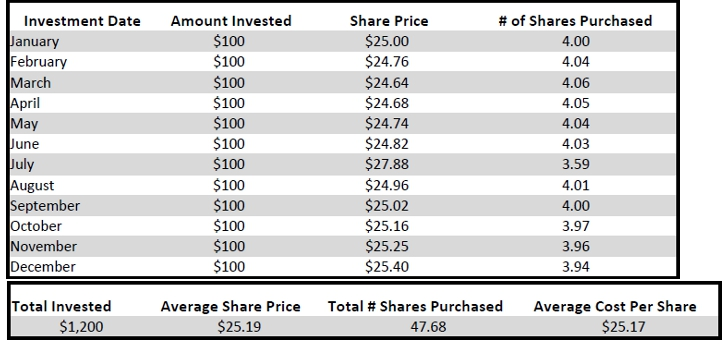 Investment Date Amount Invested Share Price # of Shares Purchased
January $100 $25.00 4.00
February $100 $24.76 4.04
March $100 $24.64 4.06
April $100 $24.68 4.05
May $100 $24.74 4.04
June $100 $24.82 4.03
July $100 $27.88 3.59
August $100 $24.96 4.01
September $100 $25.02 4.00
October $100 $25.16 3.97
November $100 $25.25 3.96
December $100 $25.40 3.94
Total Invested Average Share Price Total # Shares Purchased Average Cost Per Share
$1,200 $25.19 47.68 $25.17